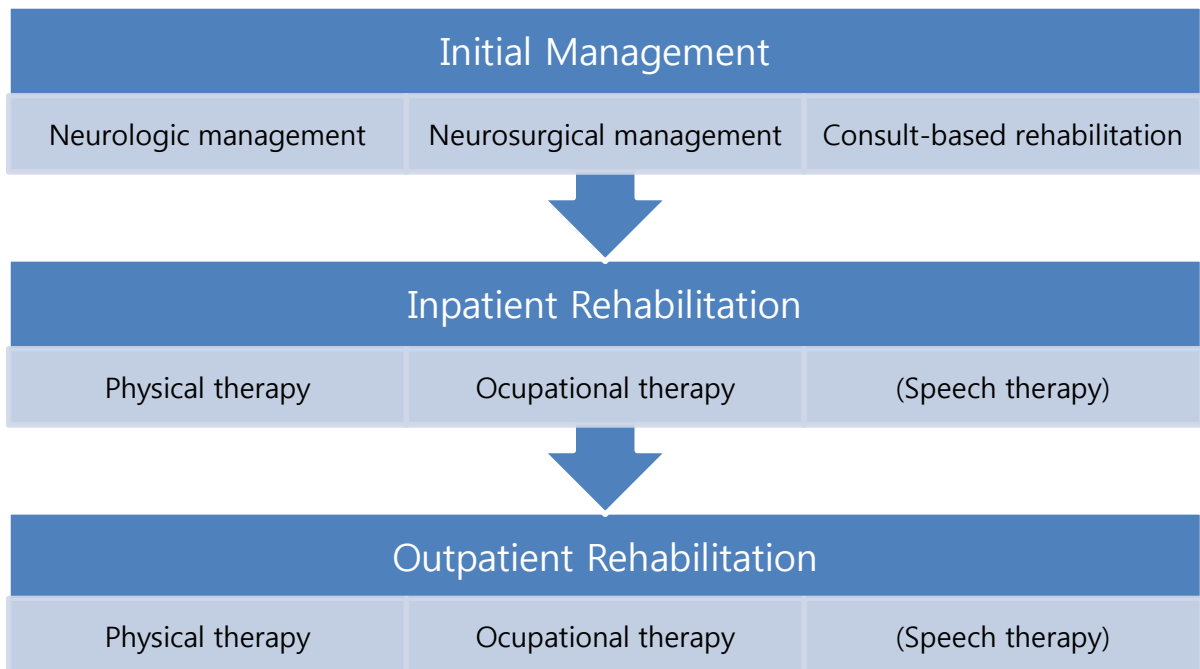 Initial Management
Neurologic management Neurosurgical management Consult-based rehabilitation
Inpatient Rehabilitation
Physical therapy Ocupational therapy (Speech therapy)
Outpatient Rehabilitation
Physical therapy Ocupational therapy (Speech therapy)